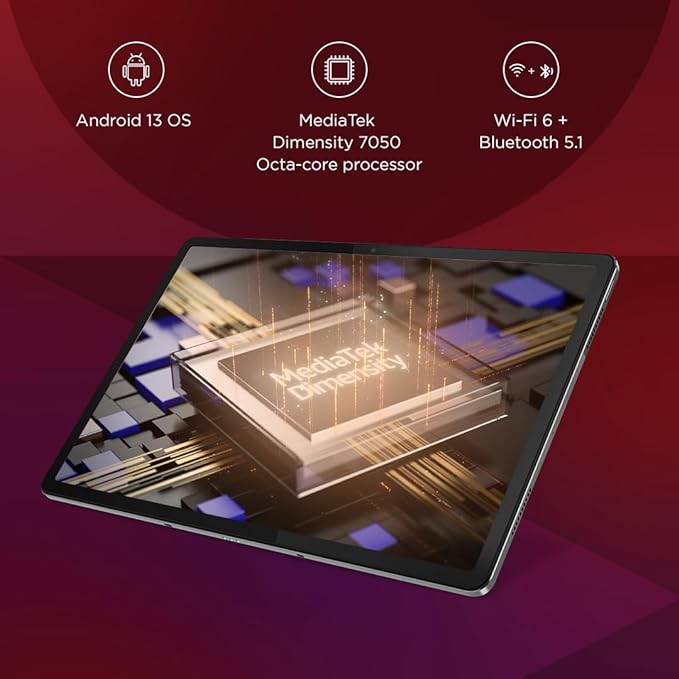 Android 13 OS
MediaTek
Dimensity 7050
Octa-core processor
Wi-Fi 6 +
Bluetooth 5.1
MediaTek
Dimensity